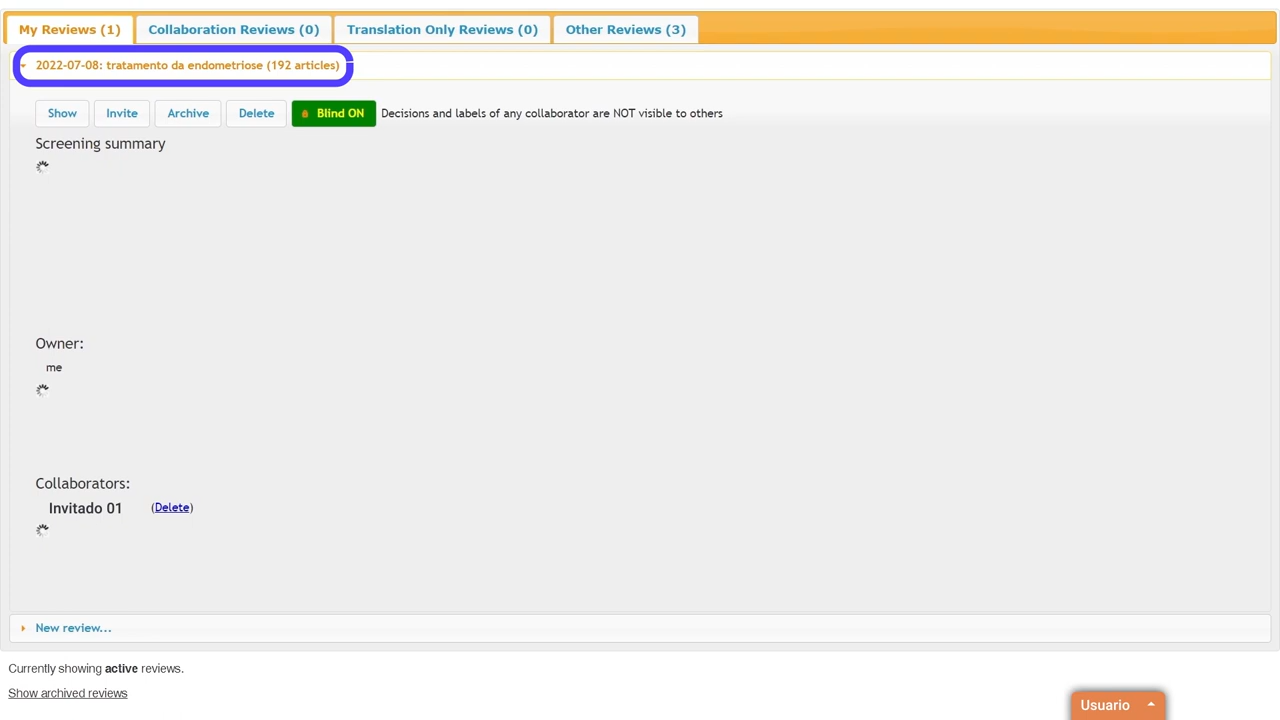 My Reviews (1) Collaboration Reviews (0) Translation Only Reviews (0) Other Reviews (3)
2022-07-08: tratamento da endometriose (192 articles)
Show Invite Archive Delete Blind ON Decisions and labels of any collaborator are NOT visible to others
Screening summary
Owner:
me
Collaborators:
Invitado 01 (Delete)
New review...
Currently showing active reviews.
Show archived reviews
Usuario